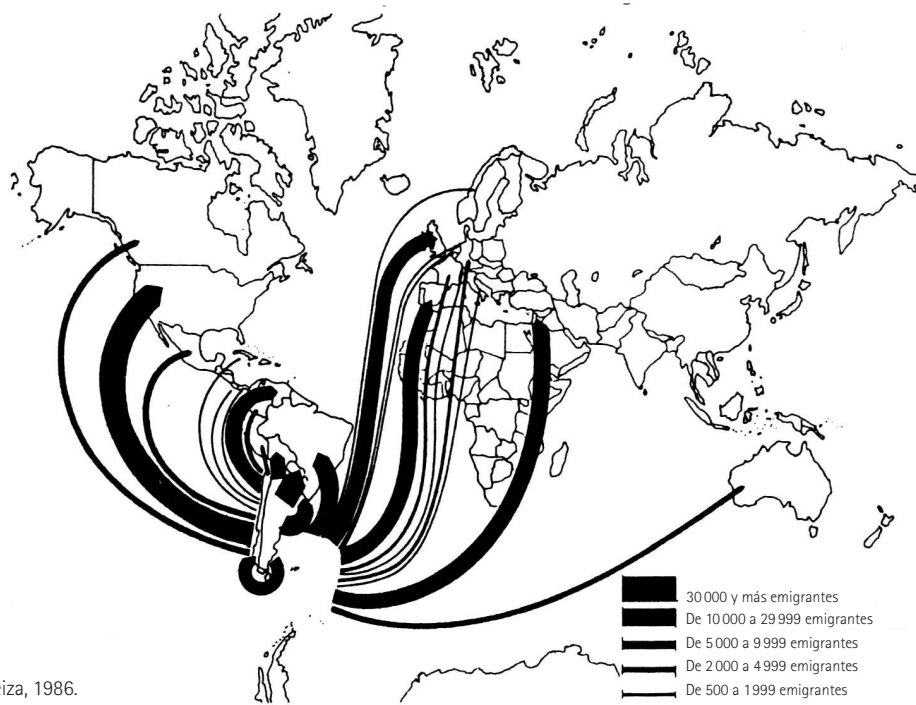 30 000 y más emigrantes
De 10 000 a 29 999 emigrantes
De 5 000 a 9 999 emigrantes
De 2 000 a 4 999 emigrantes
De 500 a 1 999 emigrantes
iza, 1986.